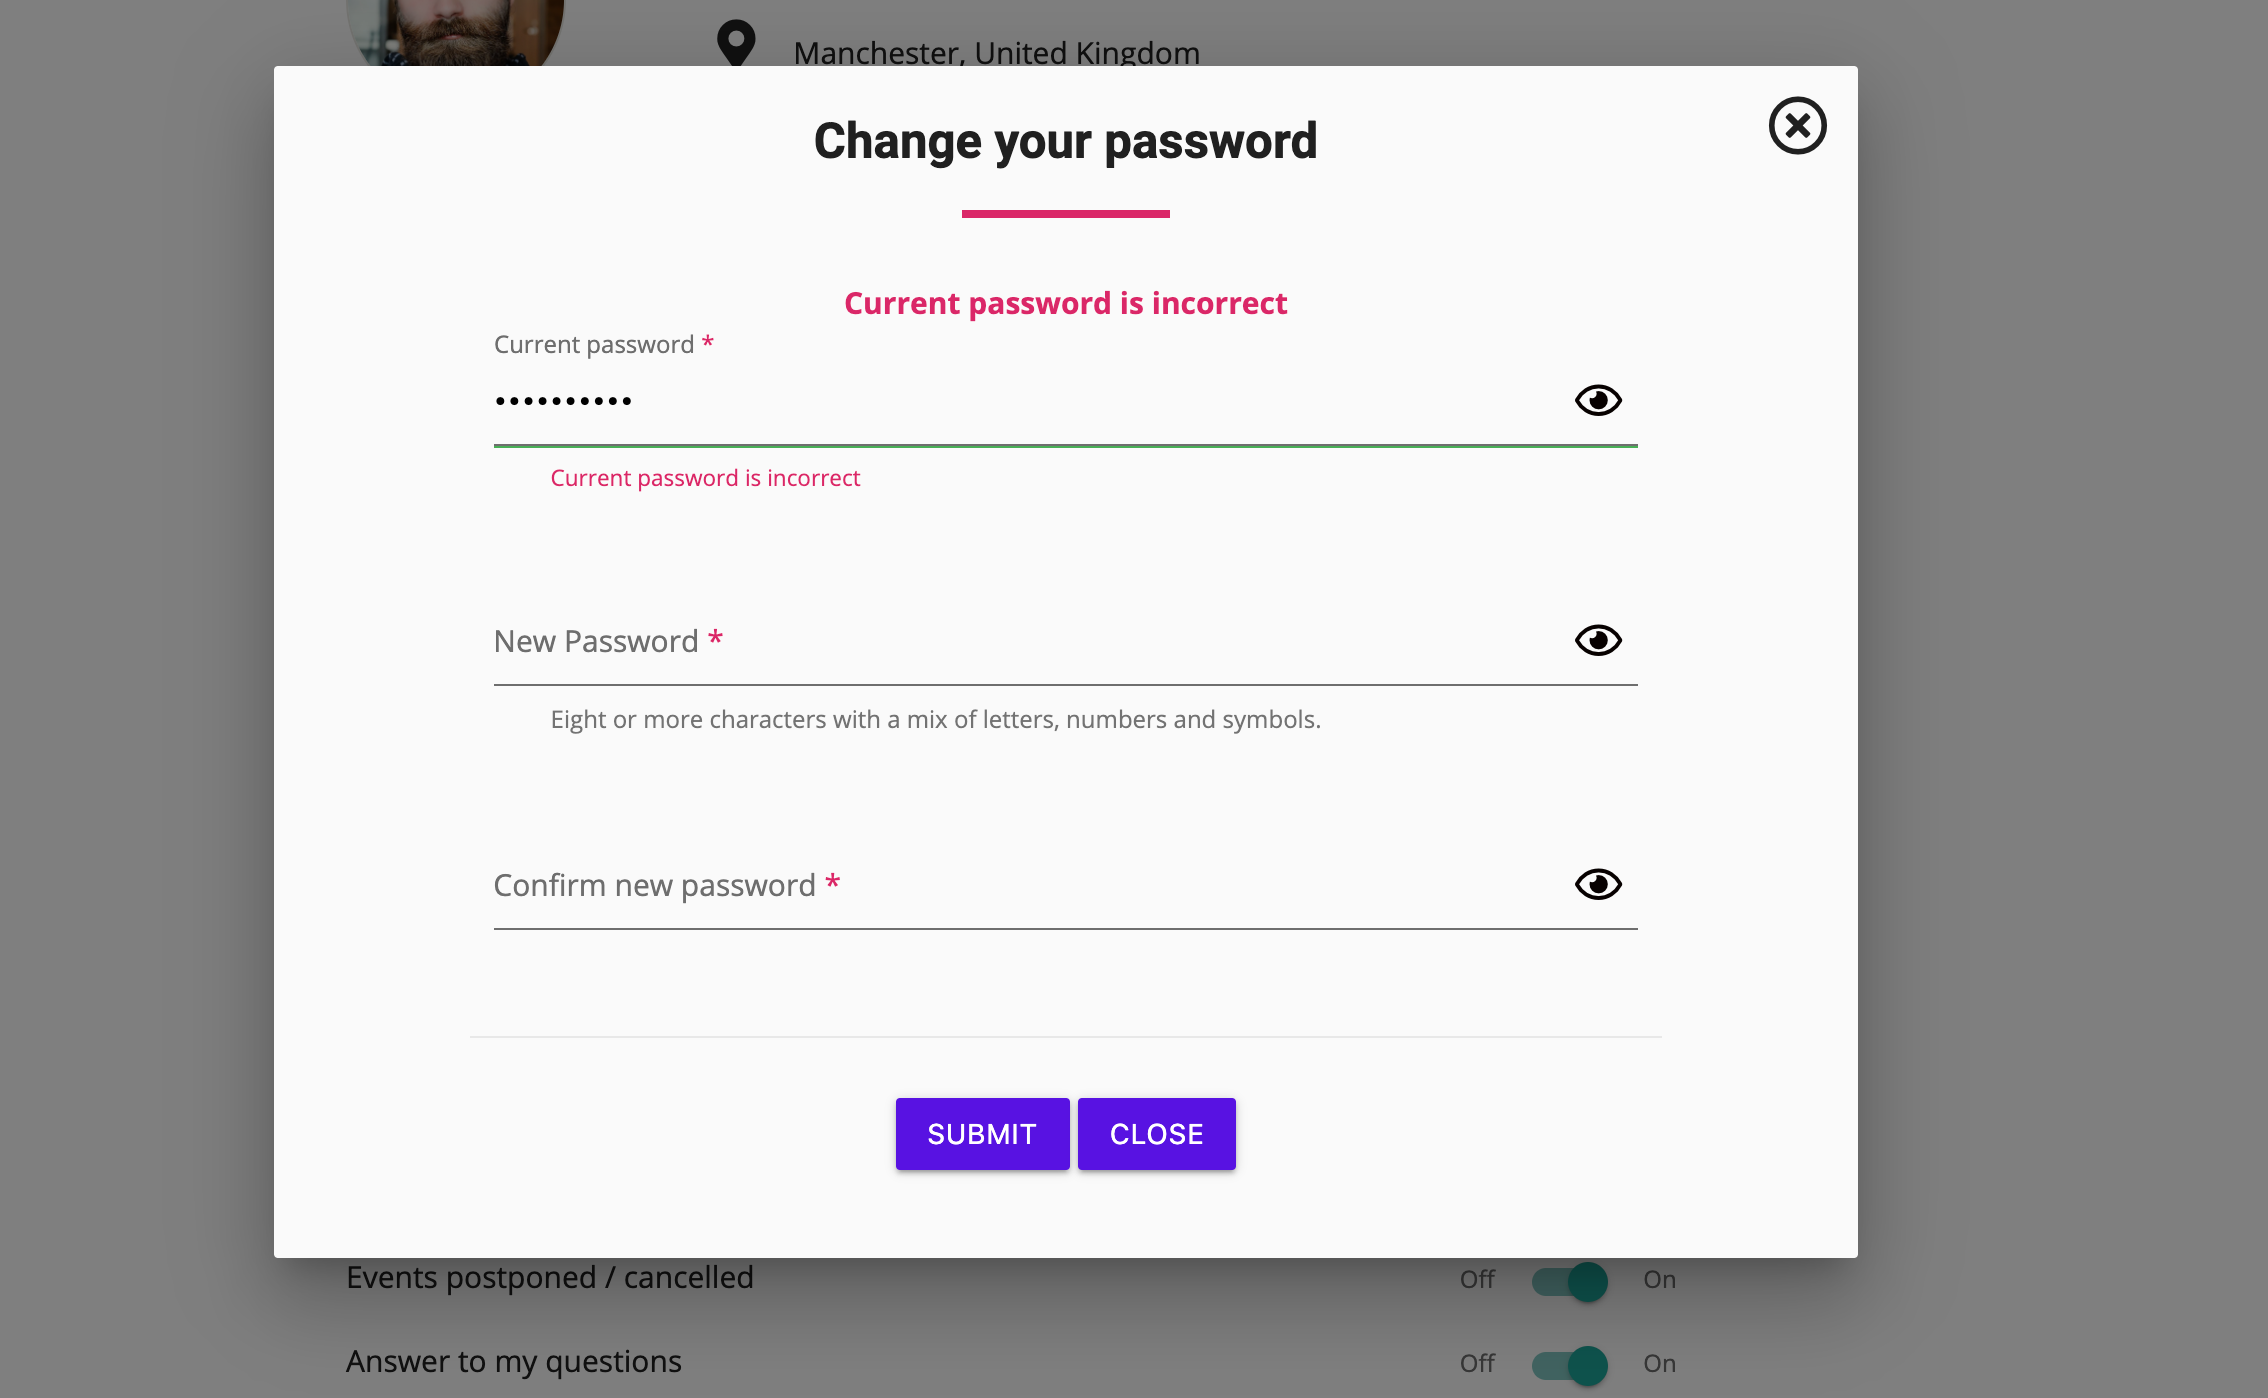 Manchester, United Kingdom
Change your password
Current password is incorrect
Current password *
••••••••••
Current password is incorrect
New Password *
Eight or more characters with a mix of letters, numbers and symbols.
Confirm new password *
SUBMIT CLOSE
Events postponed / cancelled Off On
Answer to my questions Off On